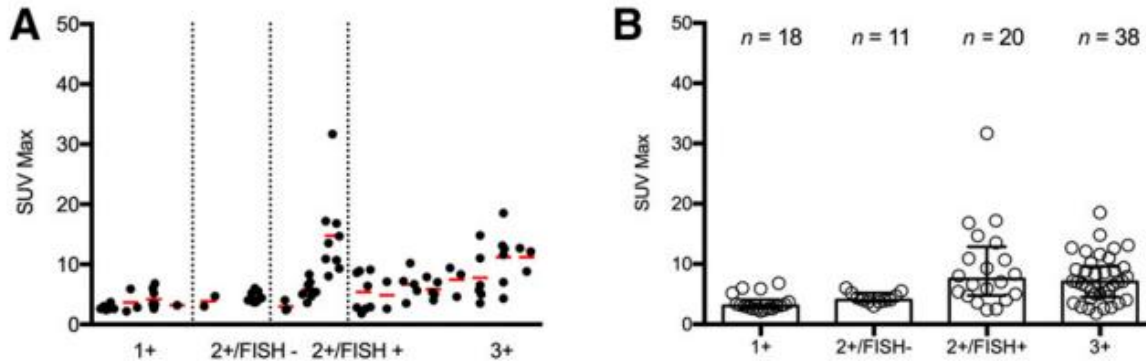 A
50
40
30
20
10
0
SUV Max
1+ 2+/FISH - 2+/FISH + 3+
B
50
40
30
20
10
0
SUV Max
n = 18 n = 11 n = 20 n = 38
1+ 2+/FISH- 2+/FISH+ 3+